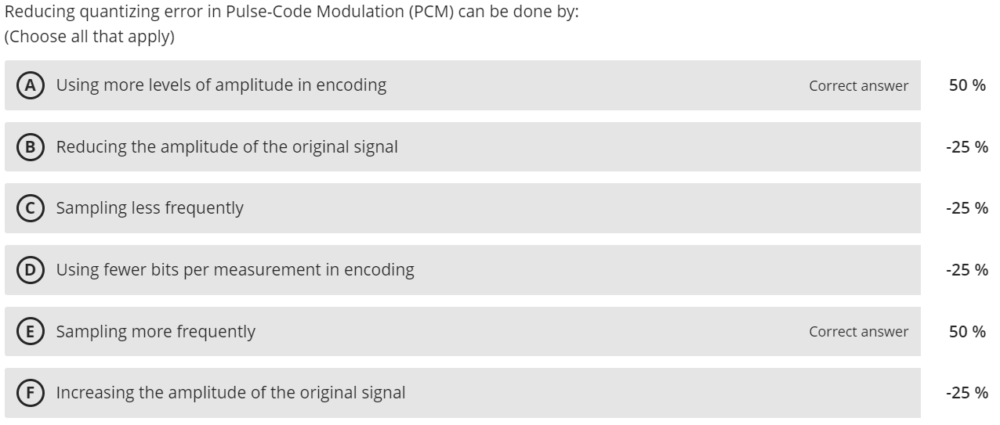 Reducing quantizing error in Pulse-Code Modulation (PCM) can be done by:
(Choose all that apply)
A Using more levels of amplitude in encoding Correct answer 50 %
B Reducing the amplitude of the original signal -25 %
C Sampling less frequently -25 %
D Using fewer bits per measurement in encoding -25 %
E Sampling more frequently Correct answer 50 %
F Increasing the amplitude of the original signal -25 %